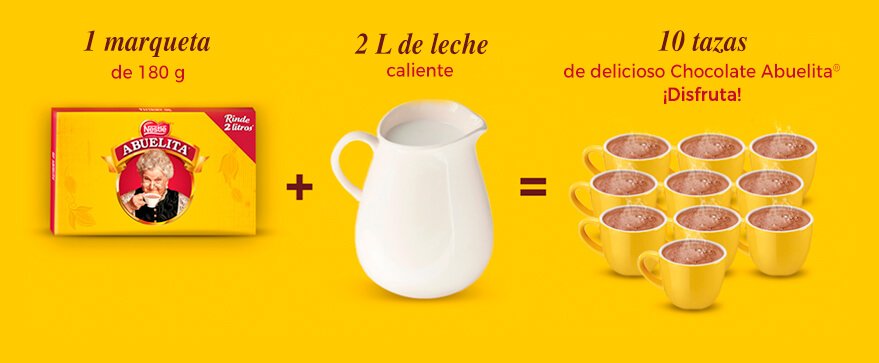 1 marqueta
de 180 g
2 L de leche
caliente
10 tazas
de delicioso Chocolate Abuelita®
¡Disfruta!
Rinde
2 litros
Nestlé
ABUELITA